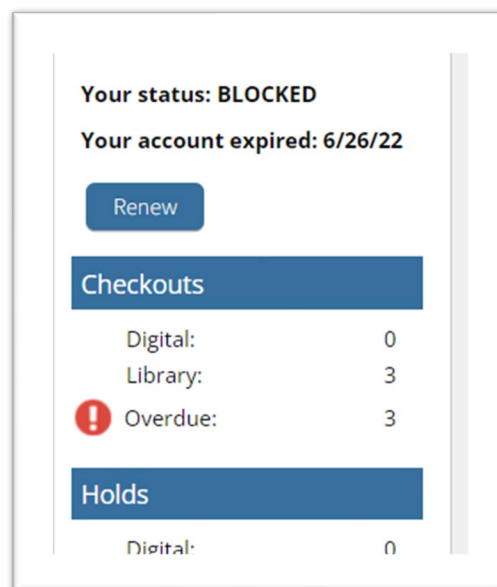 Your status: BLOCKED
Your account expired: 6/26/22
Renew
Checkouts
Digital: 0
Library: 3
Overdue: 3
Holds
Digital: 0